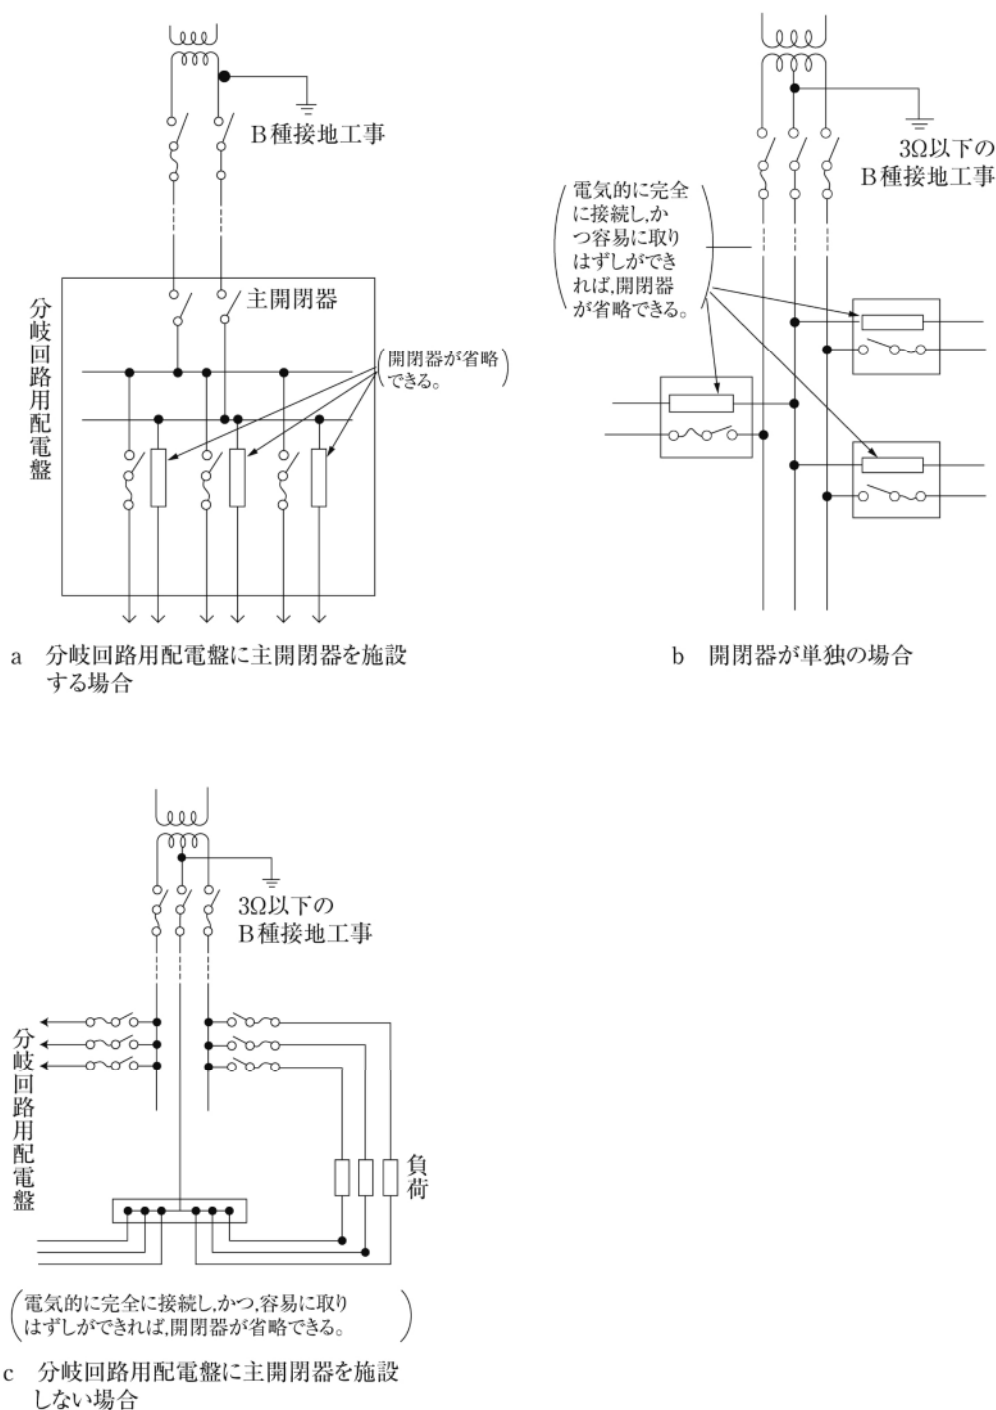 B種接地工事
分岐回路用配電盤
主開閉器
(開閉器が省略
できる。)
a 分岐回路用配電盤に主開閉器を施設
する場合
3Ω以下の
B種接地工事
(電気的に完全
に接続し,か
つ容易に取り
はずしができ
れば,開閉器
が省略できる。)
b 開閉器が単独の場合
3Ω以下の
B種接地工事
分岐回路用配電盤
負荷
(電気的に完全に接続し,かつ,容易に取り
はずしができれば,開閉器が省略できる。)
c 分岐回路用配電盤に主開閉器を施設
しない場合